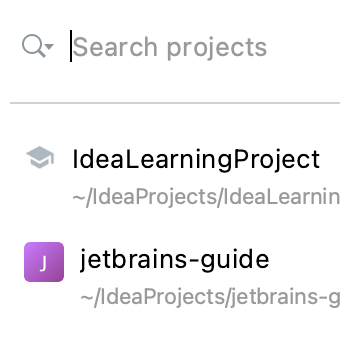 Search projects
IdeaLearningProject
~/IdeaProjects/IdeaLearnin
J
jetbrains-guide
~/IdeaProjects/jetbrains-g